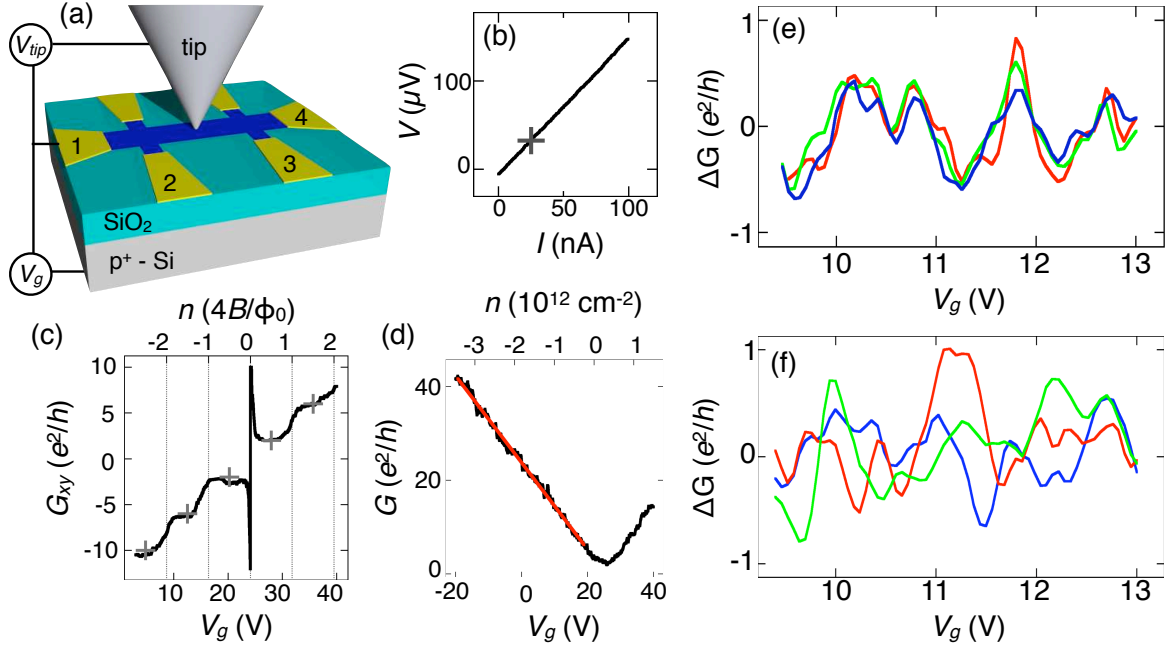 (a)
V_tip
tip
1
2
3
4
SiO₂
p⁺ - Si
V_g
(b)
V (µV)
100
0
0
50
100
I (nA)
(c)
n (4B/ϕ₀)
-2
-1
0
1
2
G_xy (e²/h)
10
5
0
-5
-10
10
20
30
40
V_g (V)
(d)
n (10¹² cm⁻²)
-3
-2
-1
0
1
G (e²/h)
40
20
0
-20
0
20
40
V_g (V)
(e)
ΔG (e²/h)
1
0
-1
10
11
12
13
V_g (V)
(f)
ΔG (e²/h)
1
0
-1
10
11
12
13
V_g (V)